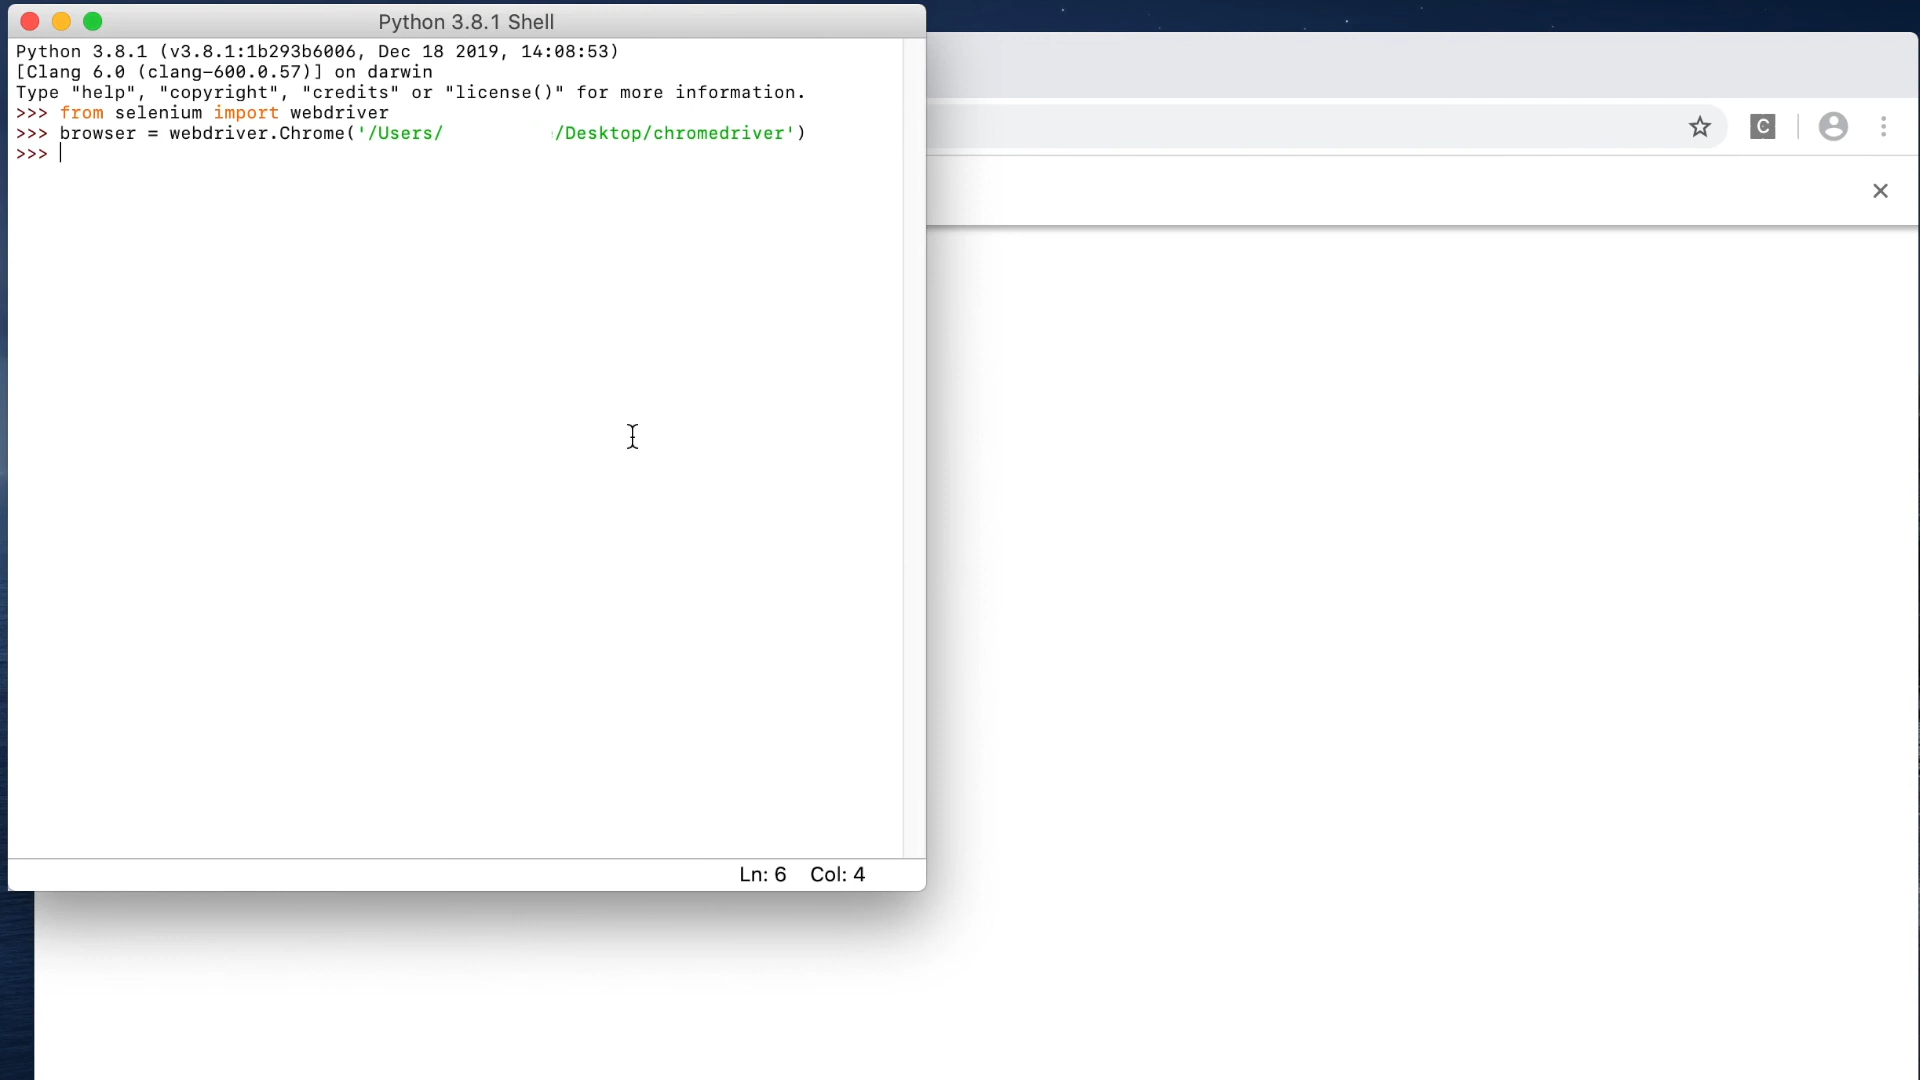 Python 3.8.1 Shell
Python 3.8.1 (v3.8.1:1b293b6006, Dec 18 2019, 14:08:53)
[Clang 6.0 (clang-600.0.57)] on darwin
Type "help", "copyright", "credits" or "license()" for more information.
>>> from selenium import webdriver
>>> browser = webdriver.Chrome('/Users/ /Desktop/chromedriver')
>>>
C
Ln: 6 Col: 4